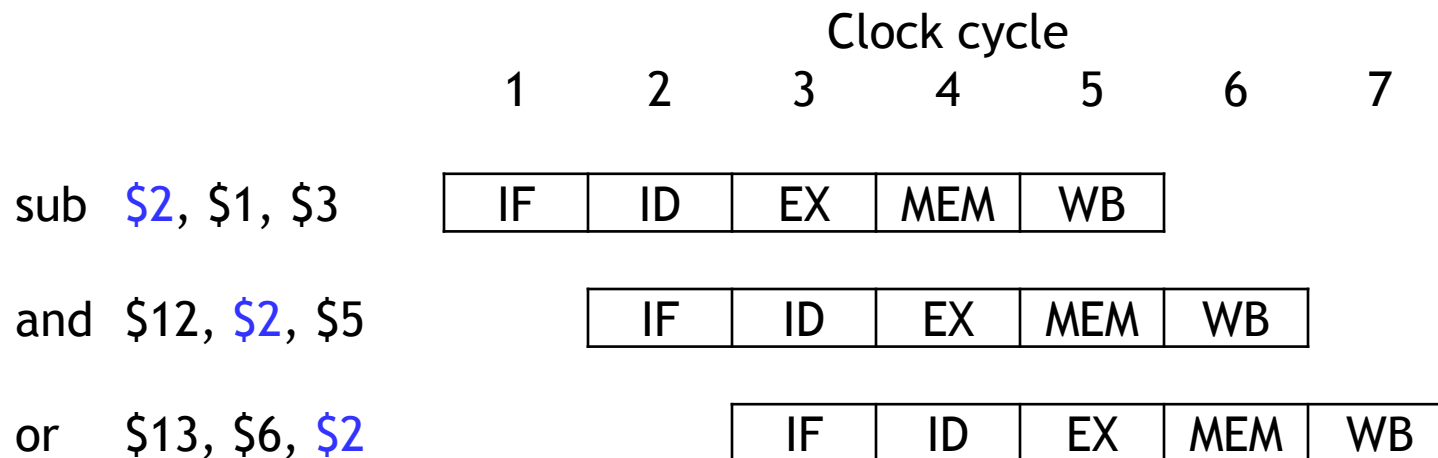 Clock cycle
1 2 3 4 5 6 7
sub $2, $1, $3 IF ID EX MEM WB
and $12, $2, $5 IF ID EX MEM WB
or $13, $6, $2 IF ID EX MEM WB